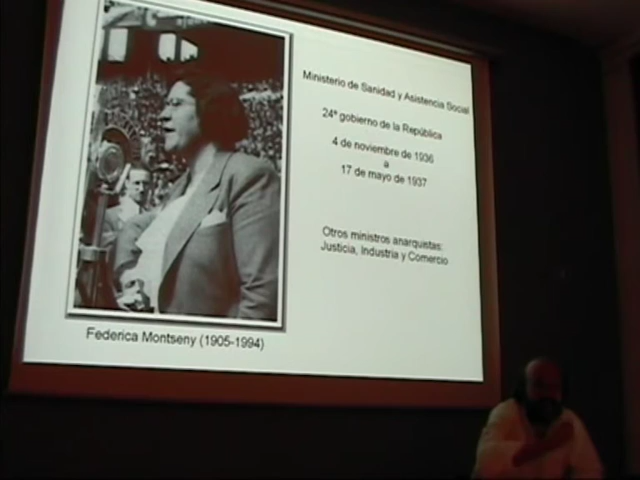 Ministerio de Sanidad y Asistencia Social
24ª gobierno de la República
4 de noviembre de 1936
a
17 de mayo de 1937
Otros ministros anarquistas:
Justicia, Industria y Comercio
Federica Montseny (1905-1994)